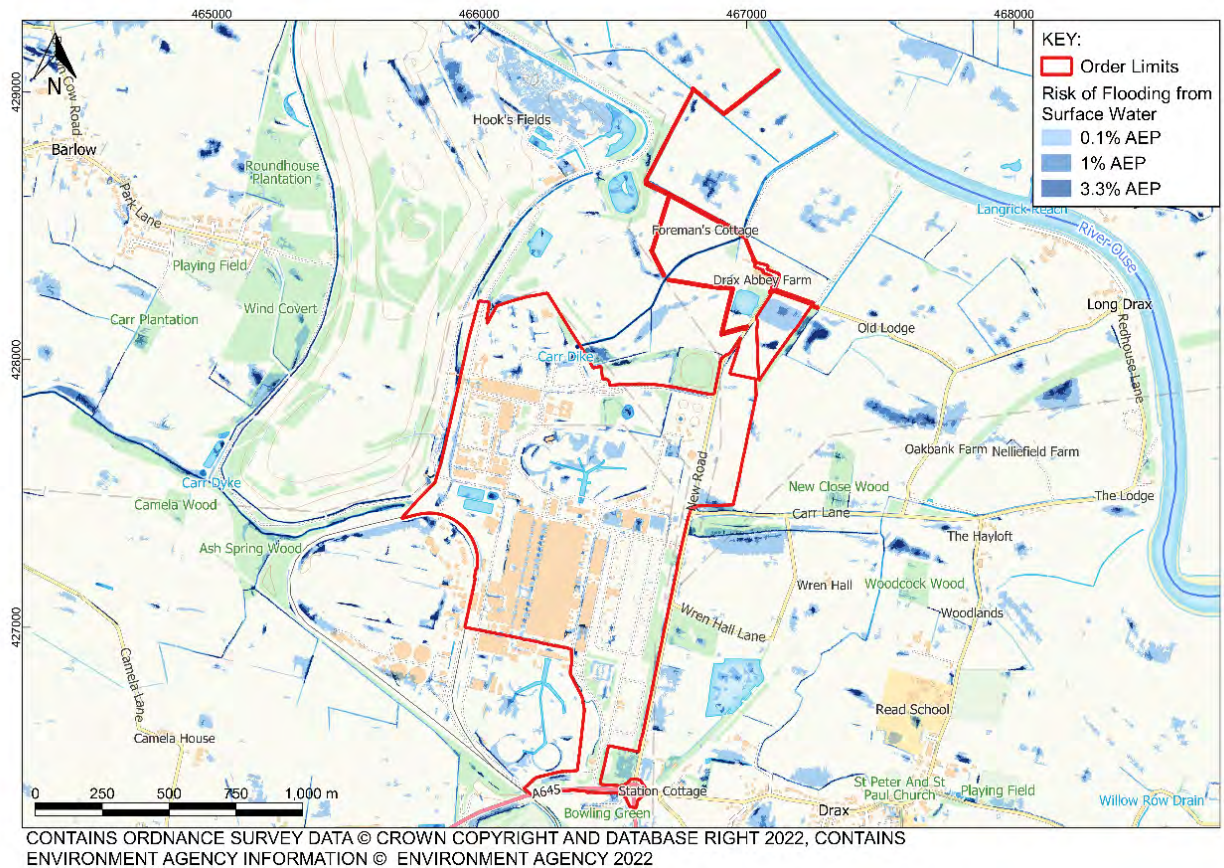 465000
466000
467000
468000
429000
428000
427000
N
KEY:
Order Limits
Risk of Flooding from
Surface Water
0.1% AEP
1% AEP
3.3% AEP
Cow Road
Hook's Fields
Barlow
Roundhouse
Plantation
Park Lane
Langrick Reach
Foreman's Cottage
River Ouse
Playing Field
Drax Abbey Farm
Wind Covert
Long Drax
Carr Plantation
Old Lodge
Redhouse Lane
Carr Dike
Oakbank Farm
Nelliefield Farm
New Road
Carr Dyke
New Close Wood
The Lodge
Camela Wood
Carr Lane
Ash Spring Wood
The Hayloft
Wren Hall
Woodcock Wood
Woodlands
Wren Hall Lane
Camela Lane
Read School
Camela House
St Peter And St
Paul Church
Playing Field
A645
Station Cottage
Willow Row Drain
Bowling Green
Drax
0 250 500 750 1,000 m
CONTAINS ORDNANCE SURVEY DATA © CROWN COPYRIGHT AND DATABASE RIGHT 2022, CONTAINS
ENVIRONMENT AGENCY INFORMATION © ENVIRONMENT AGENCY 2022